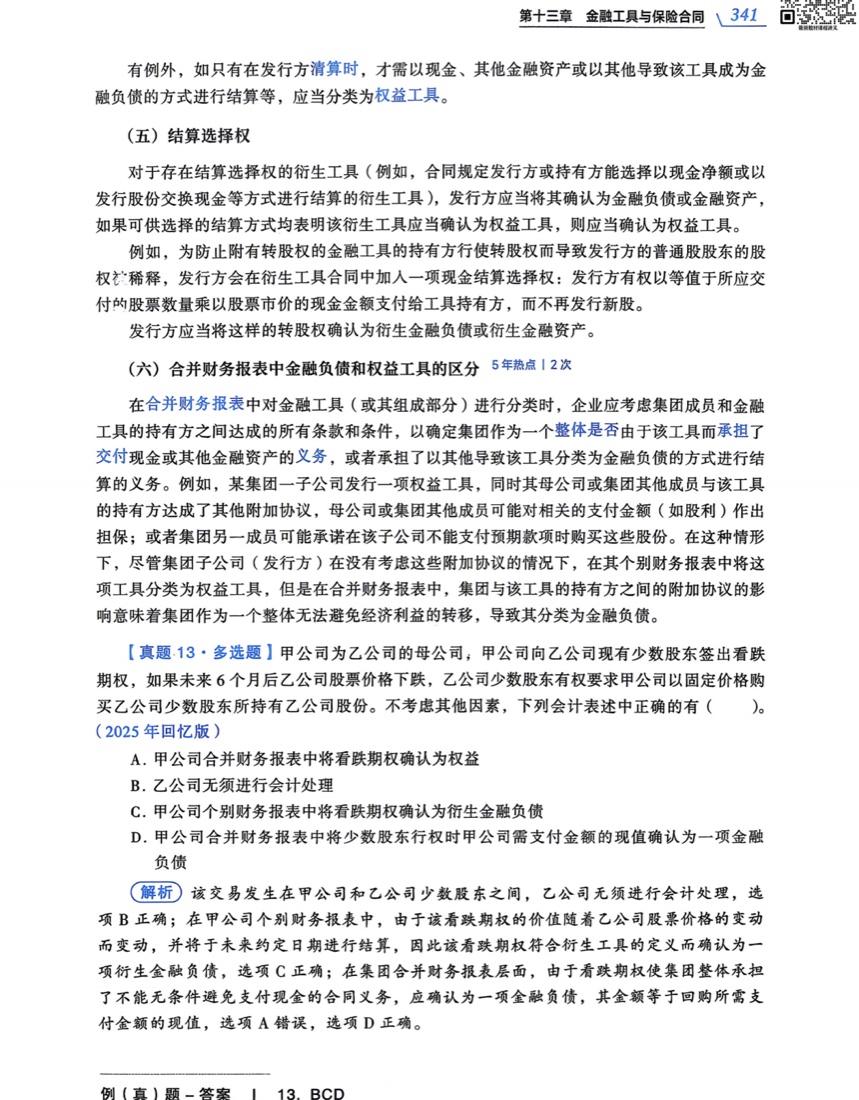 第十三章 金融工具与保险合同 341
有例外，如只有在发行方清算时，才需以现金、其他金融资产或以其他导致该工具成为金
融负债的方式进行结算等，应当分类为权益工具。
（五）结算选择权
对于存在结算选择权的衍生工具（例如，合同规定发行方或持有方能选择以现金净额或以
发行股份交换现金等方式进行结算的衍生工具），发行方应当将其确认为金融负债或金融资产，
如果可供选择的结算方式均表明该衍生工具应当确认为权益工具，则应当确认为权益工具。
例如，为防止附有转股权的金融工具的持有方行使转股权而导致发行方的普通股股东的股
权被稀释，发行方会在衍生工具合同中加入一项现金结算选择权：发行方有权以等值于所应交
付的股票数量乘以股票市价的现金金额支付给工具持有方，而不再发行新股。
发行方应当将这样的转股权确认为衍生金融负债或衍生金融资产。
（六）合并财务报表中金融负债和权益工具的区分 5年热点 | 2次
在合并财务报表中对金融工具（或其组成部分）进行分类时，企业应考虑集团成员和金融
工具的持有方之间达成的所有条款和条件，以确定集团作为一个整体是否由于该工具而承担了
交付现金或其他金融资产的义务，或者承担了以其他导致该工具分类为金融负债的方式进行结
算的义务。例如，某集团一子公司发行一项权益工具，同时其母公司或集团其他成员与该工具
的持有方达成了其他附加协议，母公司或集团其他成员可能对相关的支付金额（如股利）作出
担保；或者集团另一成员可能承诺在该子公司不能支付预期款项时购买这些股份。在这种情形
下，尽管集团子公司（发行方）在没有考虑这些附加协议的情况下，在其个别财务报表中将这
项工具分类为权益工具，但是在合并财务报表中，集团与该工具的持有方之间的附加协议的影
响意味着集团作为一个整体无法避免经济利益的转移，导致其分类为金融负债。
【真题·13·多选题】甲公司为乙公司的母公司，甲公司向乙公司现有少数股东签出看跌
期权，如果未来6个月后乙公司股票价格下跌，乙公司少数股东有权要求甲公司以固定价格购
买乙公司少数股东所持有乙公司股份。不考虑其他因素，下列会计表述中正确的有（ ）。
（2025年回忆版）
A. 甲公司合并财务报表中将看跌期权确认为权益
B. 乙公司无须进行会计处理
C. 甲公司个别财务报表中将看跌期权确认为衍生金融负债
D. 甲公司合并财务报表中将少数股东行权时甲公司需支付金额的现值确认为一项金融
负债
解析 该交易发生在甲公司和乙公司少数股东之间，乙公司无须进行会计处理，选
项B正确；在甲公司个别财务报表中，由于该看跌期权的价值随着乙公司股票价格的变动
而变动，并将于未来约定日期进行结算，因此该看跌期权符合衍生工具的定义而确认为一
项衍生金融负债，选项C正确；在集团合并财务报表层面，由于看跌期权使集团整体承担
了不能无条件避免支付现金的合同义务，应确认为一项金融负债，其金额等于回购所需支
付金额的现值，选项A错误，选项D正确。
例（真）题－答案 | 13. BCD